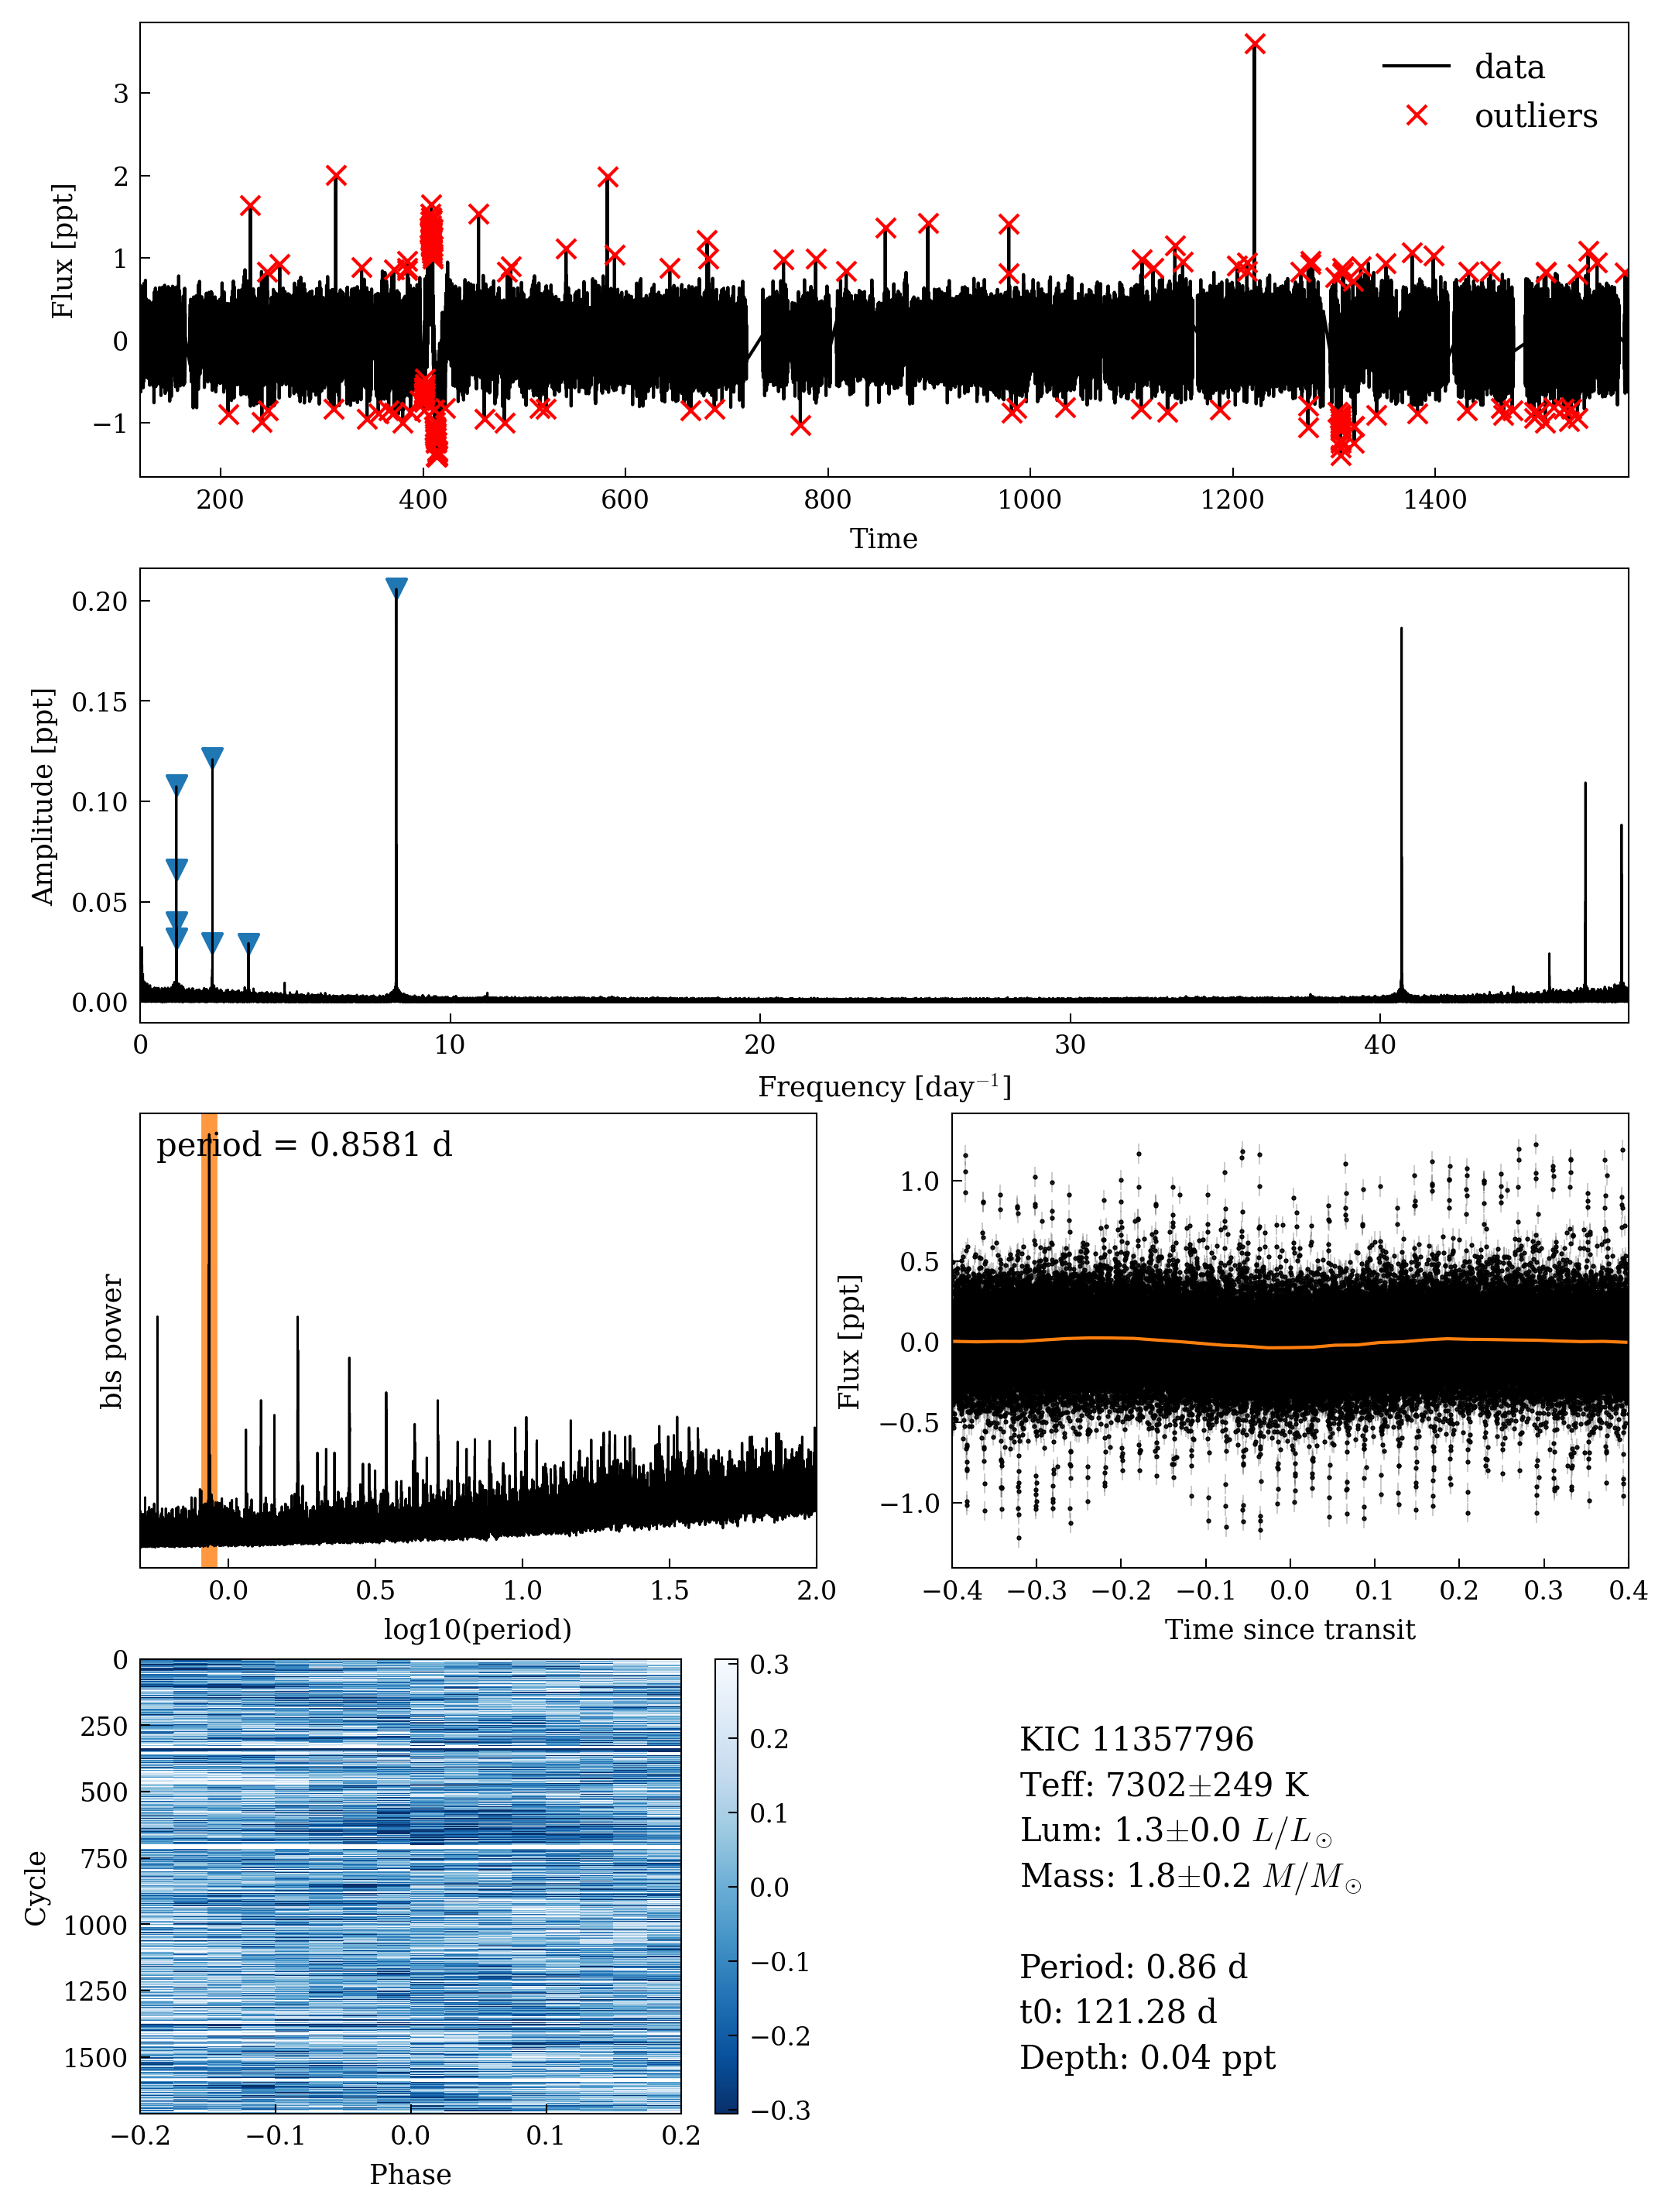 data
outliers
3
2
1
0
−1
Flux [ppt]
200 400 600 800 1000 1200 1400
Time
0.20
0.15
0.10
0.05
0.00
Amplitude [ppt]
0 10 20 30 40
Frequency [day⁻¹]
period = 0.8581 d
bls power
0.0 0.5 1.0 1.5 2.0
log10(period)
1.0
0.5
0.0
−0.5
−1.0
Flux [ppt]
−0.4 −0.3 −0.2 −0.1 0.0 0.1 0.2 0.3 0.4
Time since transit
0
250
500
750
1000
1250
1500
Cycle
−0.2 −0.1 0.0 0.1 0.2
Phase
0.3
0.2
0.1
0.0
−0.1
−0.2
−0.3
KIC 11357796
Teff: 7302±249 K
Lum: 1.3±0.0 L/L⊙
Mass: 1.8±0.2 M/M⊙
Period: 0.86 d
t0: 121.28 d
Depth: 0.04 ppt